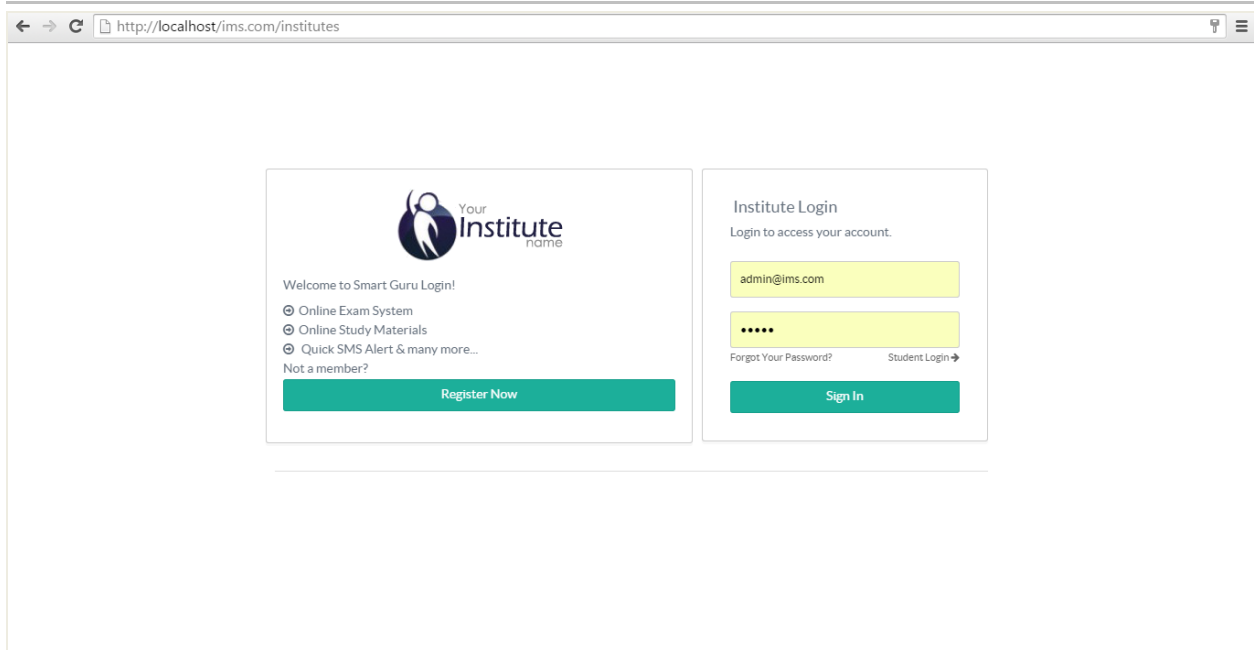 http://localhost/ims.com/institutes
Your
Institute
name
Welcome to Smart Guru Login!
Online Exam System
Online Study Materials
Quick SMS Alert & many more...
Not a member?
Register Now
Institute Login
Login to access your account.
admin@ims.com
•••••
Forgot Your Password? Student Login
Sign In